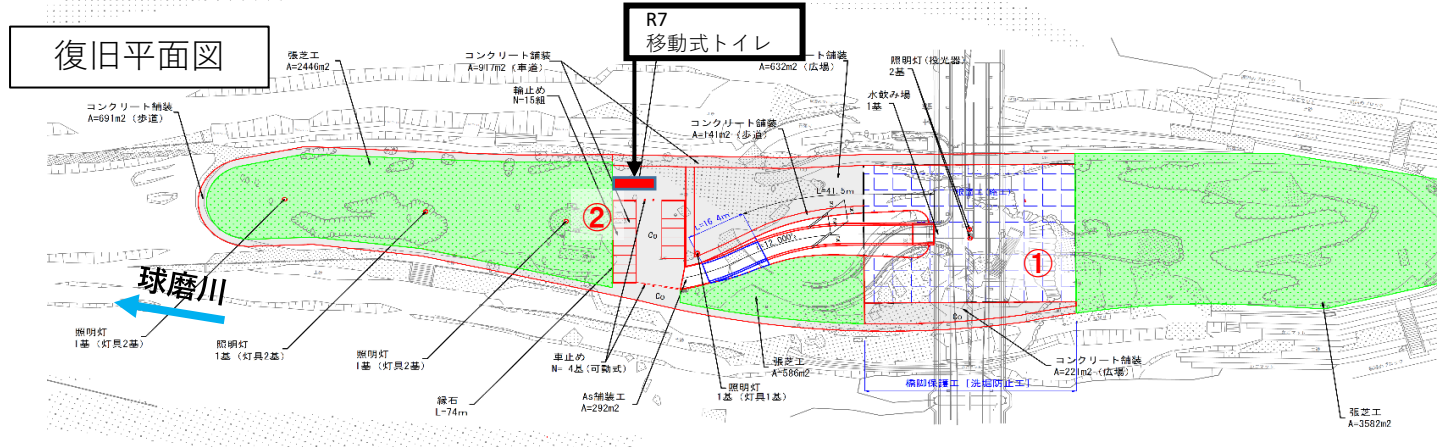 復旧平面図
R7
移動式トイレ
張芝工
A=2446m2
コンクリート舗装
A=917m2 (車道)
輪止め
N=15組
ート舗装
A=632m2 (広場)
照明灯(投光器)
2基
水飲み場
1基
コンクリート舗装
A=691m2 (歩道)
コンクリート舗装
A=141m2 (歩道)
L=41.5m
L=16.4m
12.000
②
Co
①
球磨川
Co
Co
照明灯
1基 (灯具2基)
照明灯
1基 (灯具2基)
照明灯
1基 (灯具2基)
縁石
L=74m
車止め
N= 4基(可動式)
As舗装工
A=292m2
照明灯
1基 (灯具1基)
張芝工
A=586m2
コンクリート舗装
A=221m2 (広場)
橋脚保護工 (洗堀防止工)
張芝工
A=3582m2